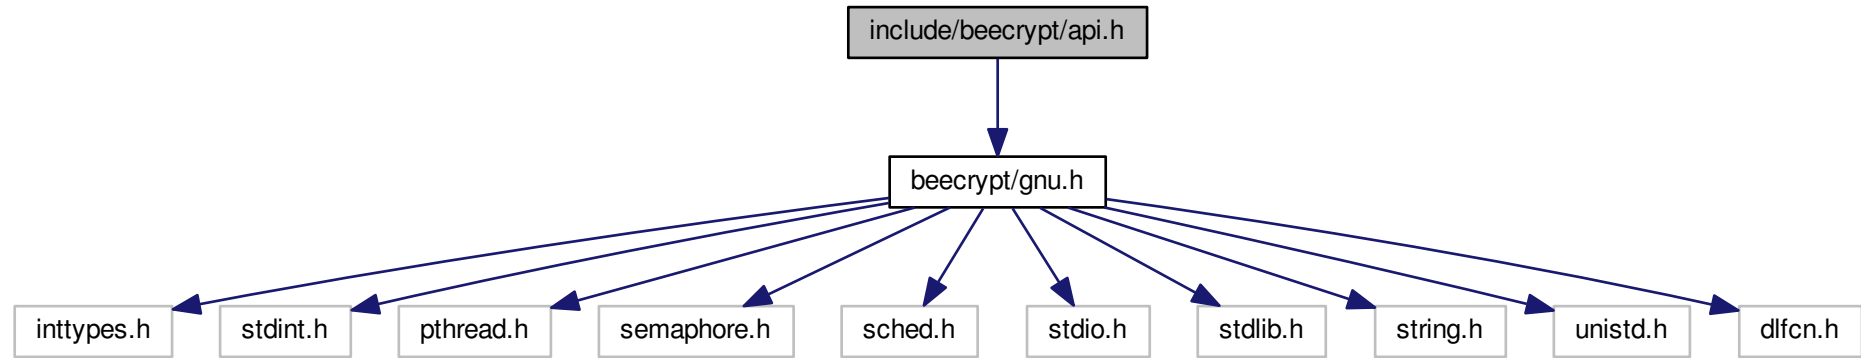 include/beecrypt/api.h
beecrypt/gnu.h
inttypes.h
stdint.h
pthread.h
semaphore.h
sched.h
stdio.h
stdlib.h
string.h
unistd.h
dlfcn.h